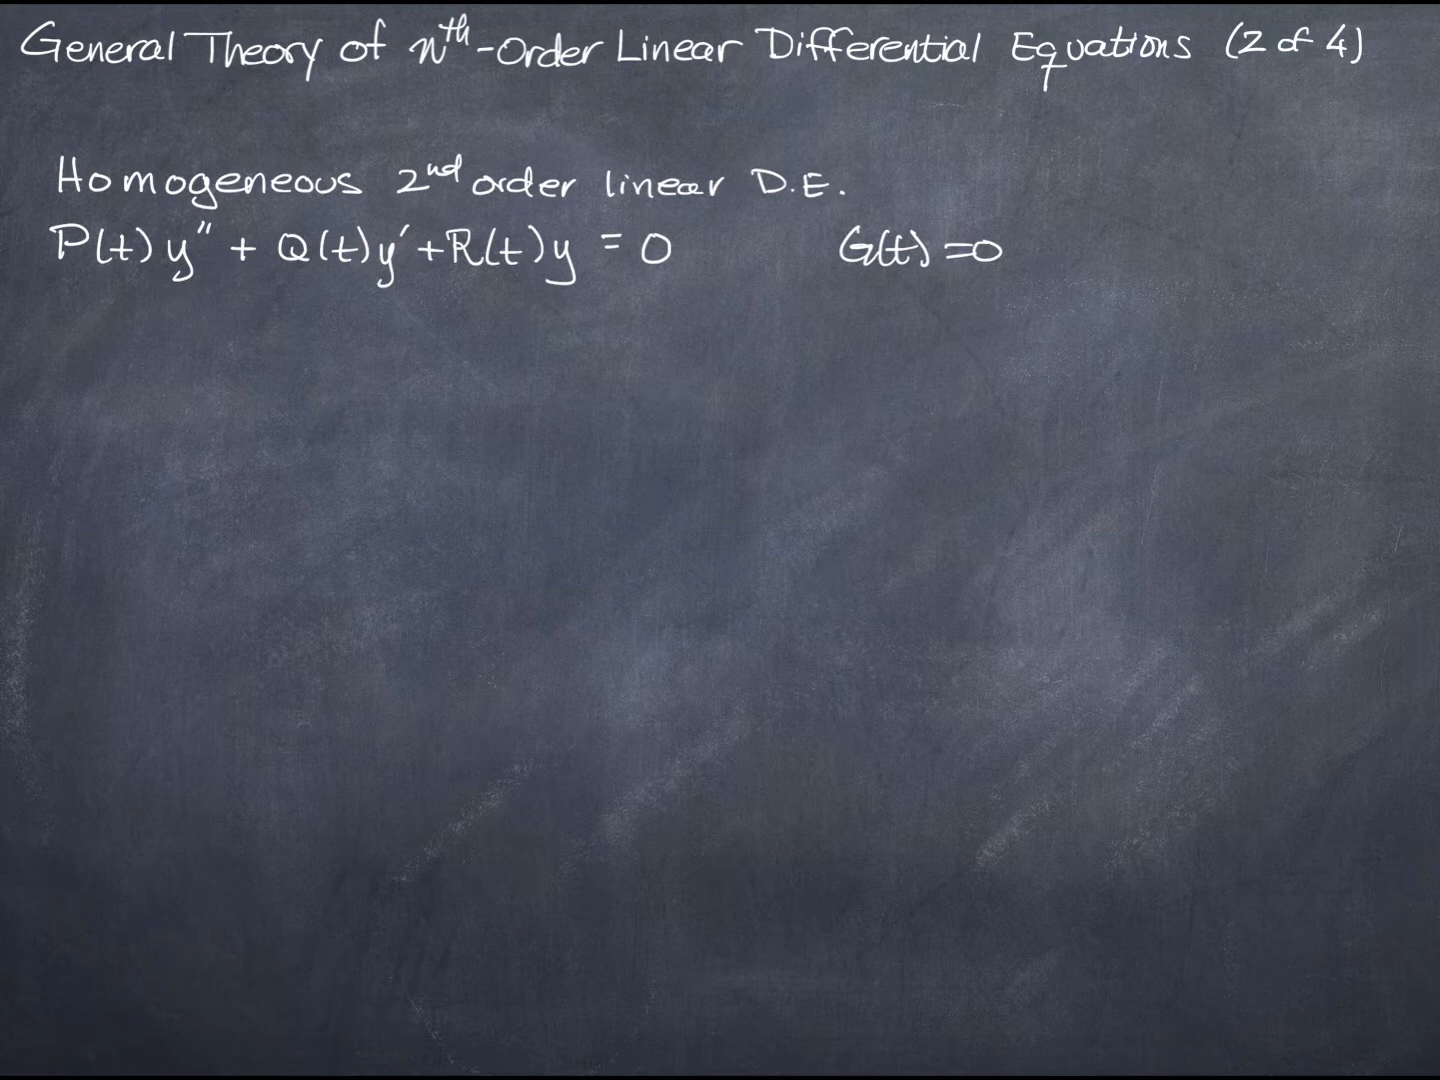 General Theory of nth-Order Linear Differential Equations (2 of 4)
Homogeneous 2nd order linear D.E.
P(t)y" + Q(t)y' + R(t)y = 0 G(t) = 0